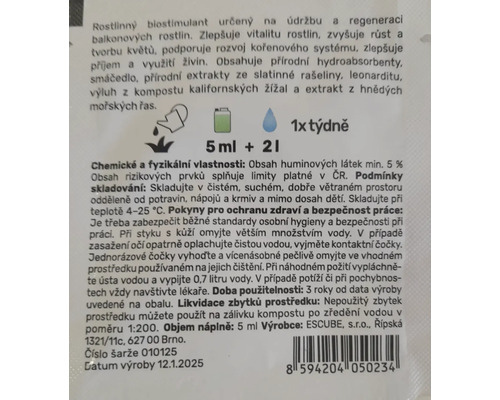 Rostlinný biostimulant určený na údržbu a regeneraci
balkonových rostlin. Zlepšuje vitalitu rostlin, zvyšuje růst a
tvorbu květů, podporuje rozvoj kořenového systému, zlepšuje
příjem a využití živin. Obsahuje přírodní hydroabsorbenty,
smáčedlo, přírodní extrakty ze slatinné rašeliny, leonarditu,
výluh z kompostu kalifornských žížal a extrakt z hnědých
mořských řas.
1x týdně
5 ml + 2 l
Chemické a fyzikální vlastnosti: Obsah huminových látek min. 5 %
Obsah rizikových prvků splňuje limity platné v ČR. Podmínky
skladování: Skladujte v čistém, suchém, dobře větraném prostoru
odděleně od potravin, nápojů a krmiv a mimo dosah dětí. Skladujte při
teplotě 4-25 °C. Pokyny pro ochranu zdraví a bezpečnost práce:
Je třeba zabezpečit běžné standardy osobní hygieny a bezpečnosti při
práci. Při styku s kůží omyjte větším množstvím vody. V případě
zasažení očí opatrně oplachujte čistou vodou, vyjměte kontaktní čočky.
Jednorázové čočky vyhoďte a vícenásobné pečlivě omyjte ve vhodném
prostředku používaném na jejich čištění. Při náhodném požití vypláchně-
te ústa vodou a vypijte 0,7 litru vody. V případě potíží či při pochybnos-
tech vždy navštivte lékaře. Doba použitelnosti: 3 roky od data výroby
uvedené na obalu. Likvidace zbytků prostředku: Nepoužitý zbytek
prostředku můžete použít na zálivku kompostu po zředění vodou v
poměru 1:200. Objem náplně: 5 ml Výrobce: ESCUBE, s.r.o., Řípská
1321/11c, 627 00 Brno.
Číslo šarže 010125
Datum výroby 12.1.2025
8 594204 050234